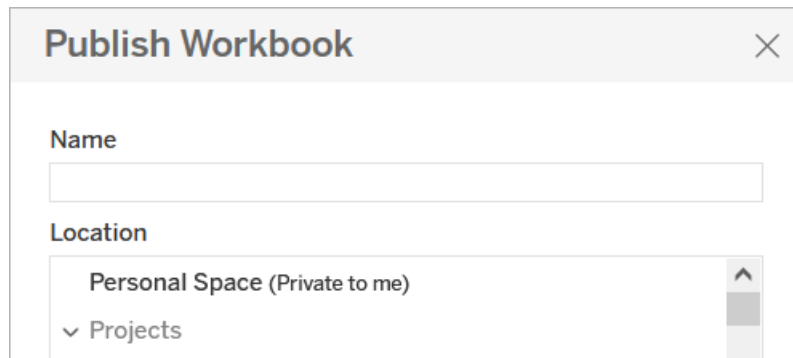 Publish Workbook
Name
Location
Personal Space (Private to me)
Projects